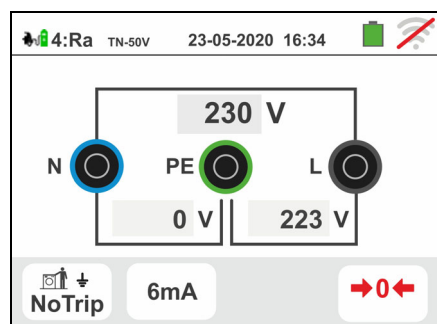 4:Ra TN-50V 23-05-2020 16:34
230 V
N PE L
0 V 223 V
NoTrip 6mA →0←